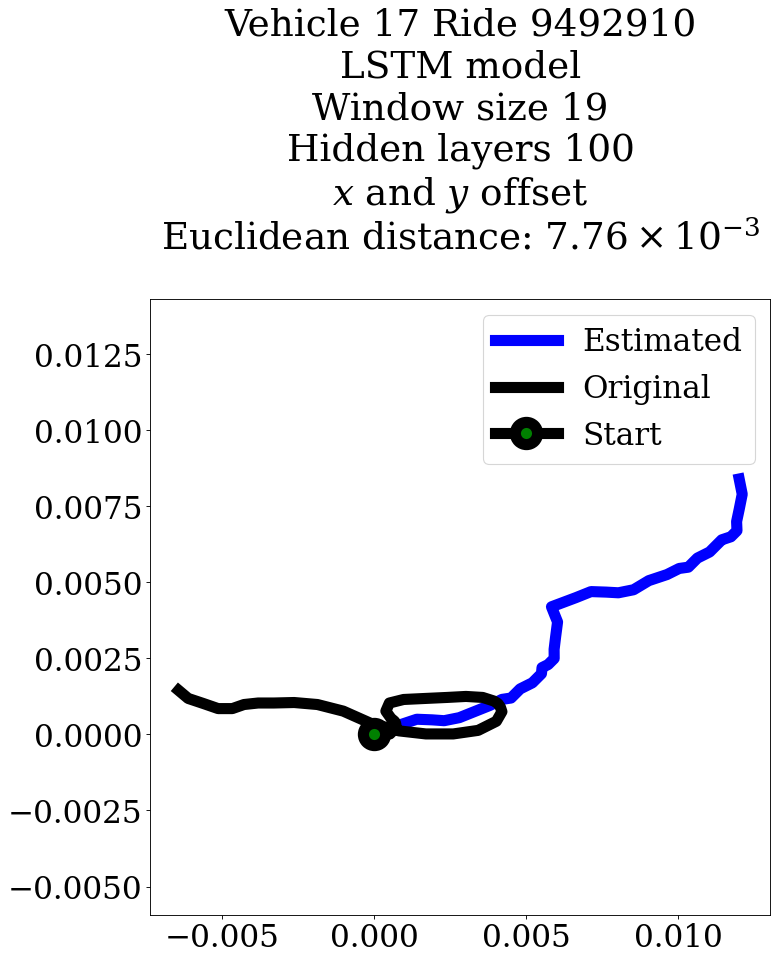 Vehicle 17 Ride 9492910
LSTM model
Window size 19
Hidden layers 100
x and y offset
Euclidean distance: 7.76 × 10⁻³
Estimated
Original
Start
0.0125
0.0100
0.0075
0.0050
0.0025
0.0000
−0.0025
−0.0050
−0.005 0.000 0.005 0.010